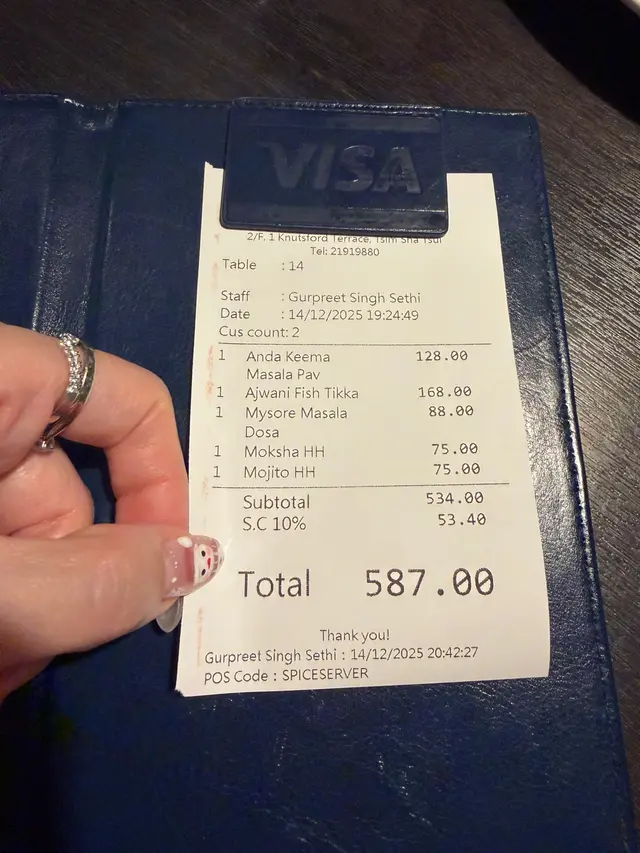 VISA
2/F, 1 Knutsford Terrace, Tsim Sha Tsui
Tel: 21919880
Table : 14
Staff : Gurpreet Singh Sethi
Date : 14/12/2025 19:24:49
Cus count: 2
1 Anda Keema 128.00
Masala Pav
1 Ajwani Fish Tikka 168.00
1 Mysore Masala 88.00
Dosa
1 Moksha HH 75.00
1 Mojito HH 75.00
Subtotal 534.00
S.C 10% 53.40
Total 587.00
Thank you!
Gurpreet Singh Sethi : 14/12/2025 20:42:27
POS Code : SPICESERVER